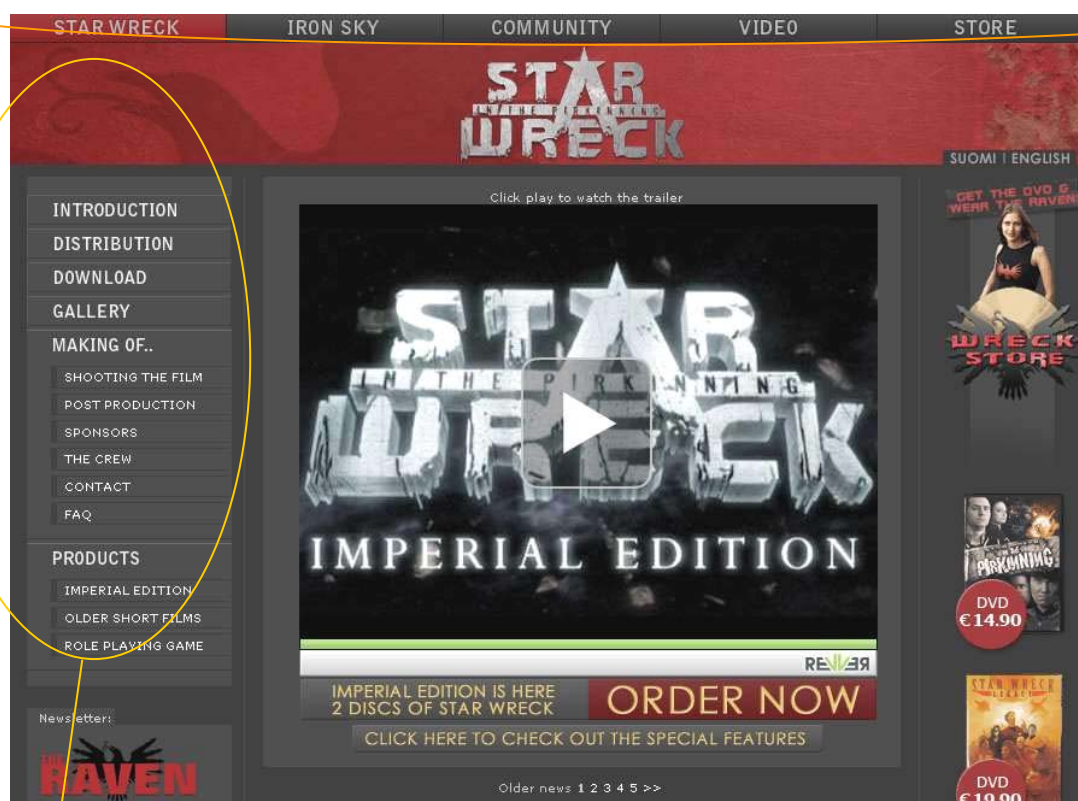 STAR WRECK IRON SKY COMMUNITY VIDEO STORE
STAR
IN THE PIRKINNING
WRECK
SUOMI | ENGLISH
INTRODUCTION
DISTRIBUTION
DOWNLOAD
GALLERY
MAKING OF..
SHOOTING THE FILM
POST PRODUCTION
SPONSORS
THE CREW
CONTACT
FAQ
PRODUCTS
IMPERIAL EDITION
OLDER SHORT FILMS
ROLE PLAYING GAME
Newsletter:
THE
RAVEN
Click play to watch the trailer
STAR
IN THE PIRKINNING
WRECK
IMPERIAL EDITION
REVVER
IMPERIAL EDITION IS HERE
2 DISCS OF STAR WRECK
ORDER NOW
CLICK HERE TO CHECK OUT THE SPECIAL FEATURES
Older news 1 2 3 4 5 >>
GET THE DVD &
WEAR THE RAVEN!
WRECK
STORE
PIRKINNING
DVD
€14.90
STAR WRECK
LEGACY
DVD
€19.90